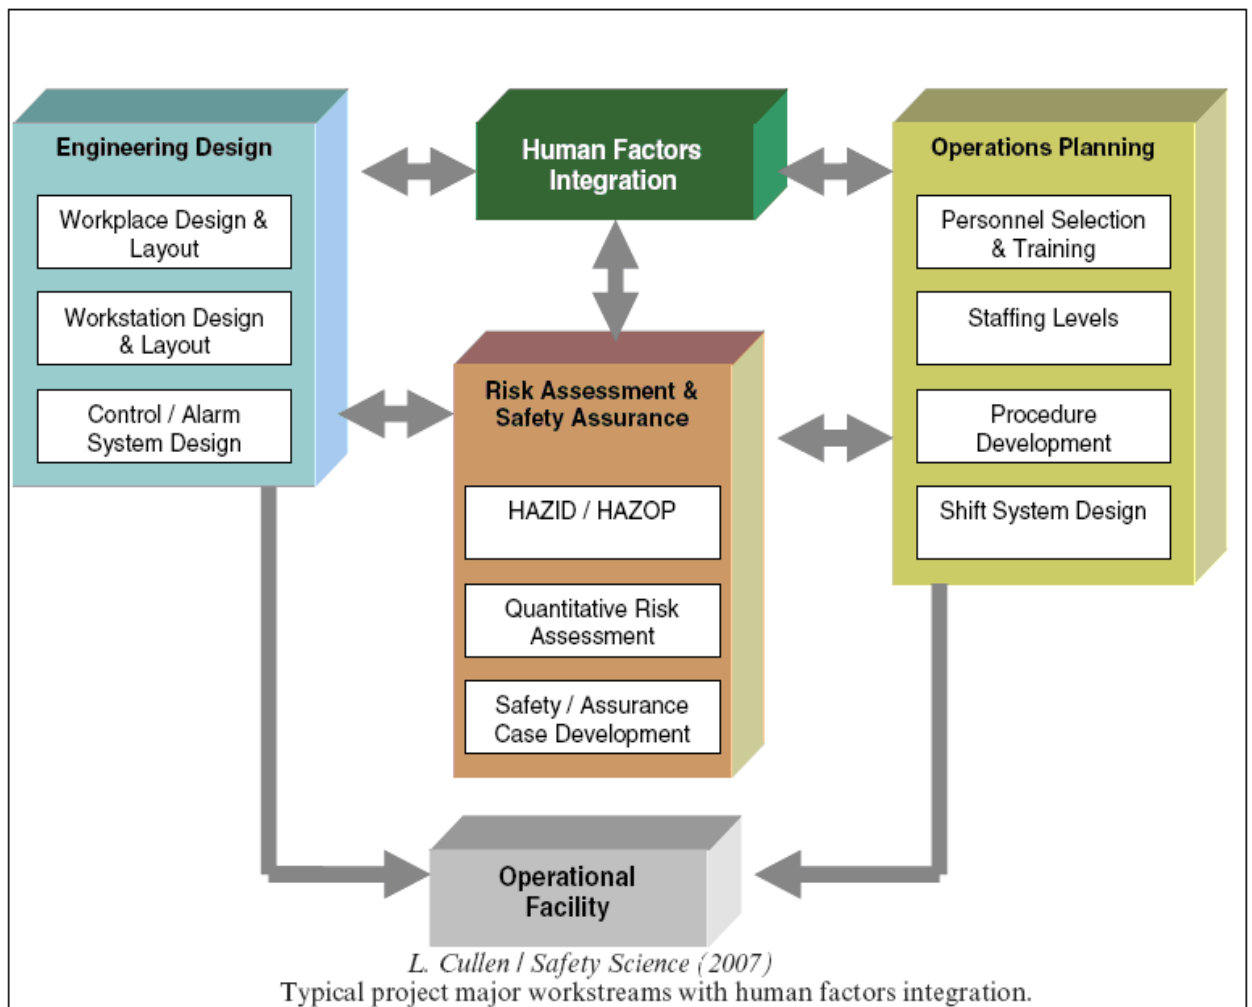 Engineering Design
Workplace Design &
Layout
Workstation Design
& Layout
Control / Alarm
System Design
Human Factors
Integration
Risk Assessment &
Safety Assurance
HAZID / HAZOP
Quantitative Risk
Assessment
Safety / Assurance
Case Development
Operations Planning
Personnel Selection
& Training
Staffing Levels
Procedure
Development
Shift System Design
Operational
Facility
L. Cullen / Safety Science (2007)
Typical project major workstreams with human factors integration.